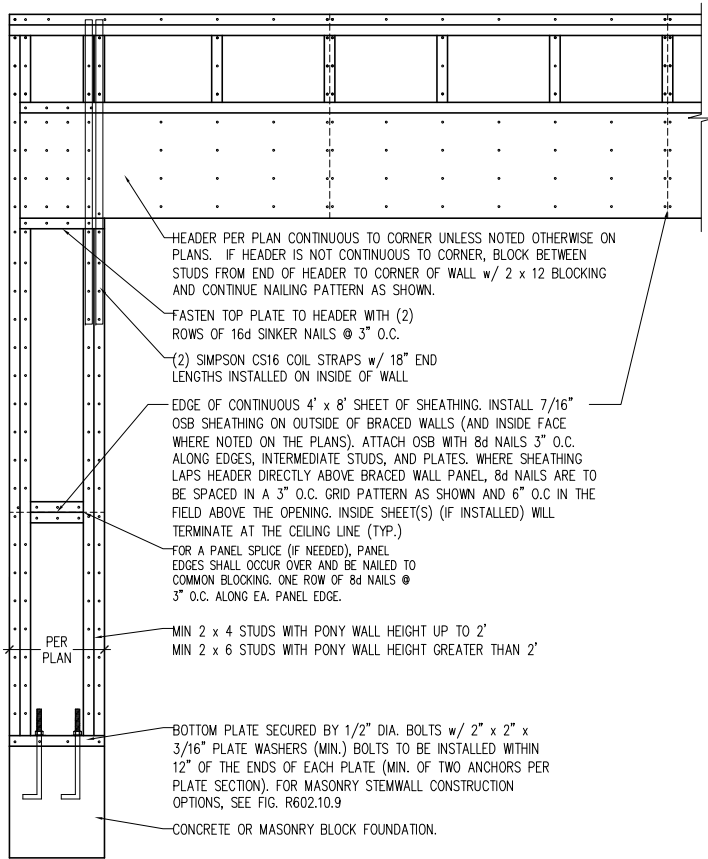 HEADER PER PLAN CONTINUOUS TO CORNER UNLESS NOTED OTHERWISE ON
PLANS. IF HEADER IS NOT CONTINUOUS TO CORNER, BLOCK BETWEEN
STUDS FROM END OF HEADER TO CORNER OF WALL w/ 2 x 12 BLOCKING
AND CONTINUE NAILING PATTERN AS SHOWN.
FASTEN TOP PLATE TO HEADER WITH (2)
ROWS OF 16d SINKER NAILS @ 3" O.C.
(2) SIMPSON CS16 COIL STRAPS w/ 18" END
LENGTHS INSTALLED ON INSIDE OF WALL
EDGE OF CONTINUOUS 4' x 8' SHEET OF SHEATHING. INSTALL 7/16"
OSB SHEATHING ON OUTSIDE OF BRACED WALLS (AND INSIDE FACE
WHERE NOTED ON THE PLANS). ATTACH OSB WITH 8d NAILS 3" O.C.
ALONG EDGES, INTERMEDIATE STUDS, AND PLATES. WHERE SHEATHING
LAPS HEADER DIRECTLY ABOVE BRACED WALL PANEL, 8d NAILS ARE TO
BE SPACED IN A 3" O.C. GRID PATTERN AS SHOWN AND 6" O.C IN THE
FIELD ABOVE THE OPENING. INSIDE SHEET(S) (IF INSTALLED) WILL
TERMINATE AT THE CEILING LINE (TYP.)
FOR A PANEL SPLICE (IF NEEDED), PANEL
EDGES SHALL OCCUR OVER AND BE NAILED TO
COMMON BLOCKING. ONE ROW OF 8d NAILS @
3" O.C. ALONG EA. PANEL EDGE.
MIN 2 x 4 STUDS WITH PONY WALL HEIGHT UP TO 2'
MIN 2 x 6 STUDS WITH PONY WALL HEIGHT GREATER THAN 2'
PER
PLAN
BOTTOM PLATE SECURED BY 1/2" DIA. BOLTS w/ 2" x 2" x
3/16" PLATE WASHERS (MIN.) BOLTS TO BE INSTALLED WITHIN
12" OF THE ENDS OF EACH PLATE (MIN. OF TWO ANCHORS PER
PLATE SECTION). FOR MASONRY STEMWALL CONSTRUCTION
OPTIONS, SEE FIG. R602.10.9
CONCRETE OR MASONRY BLOCK FOUNDATION.